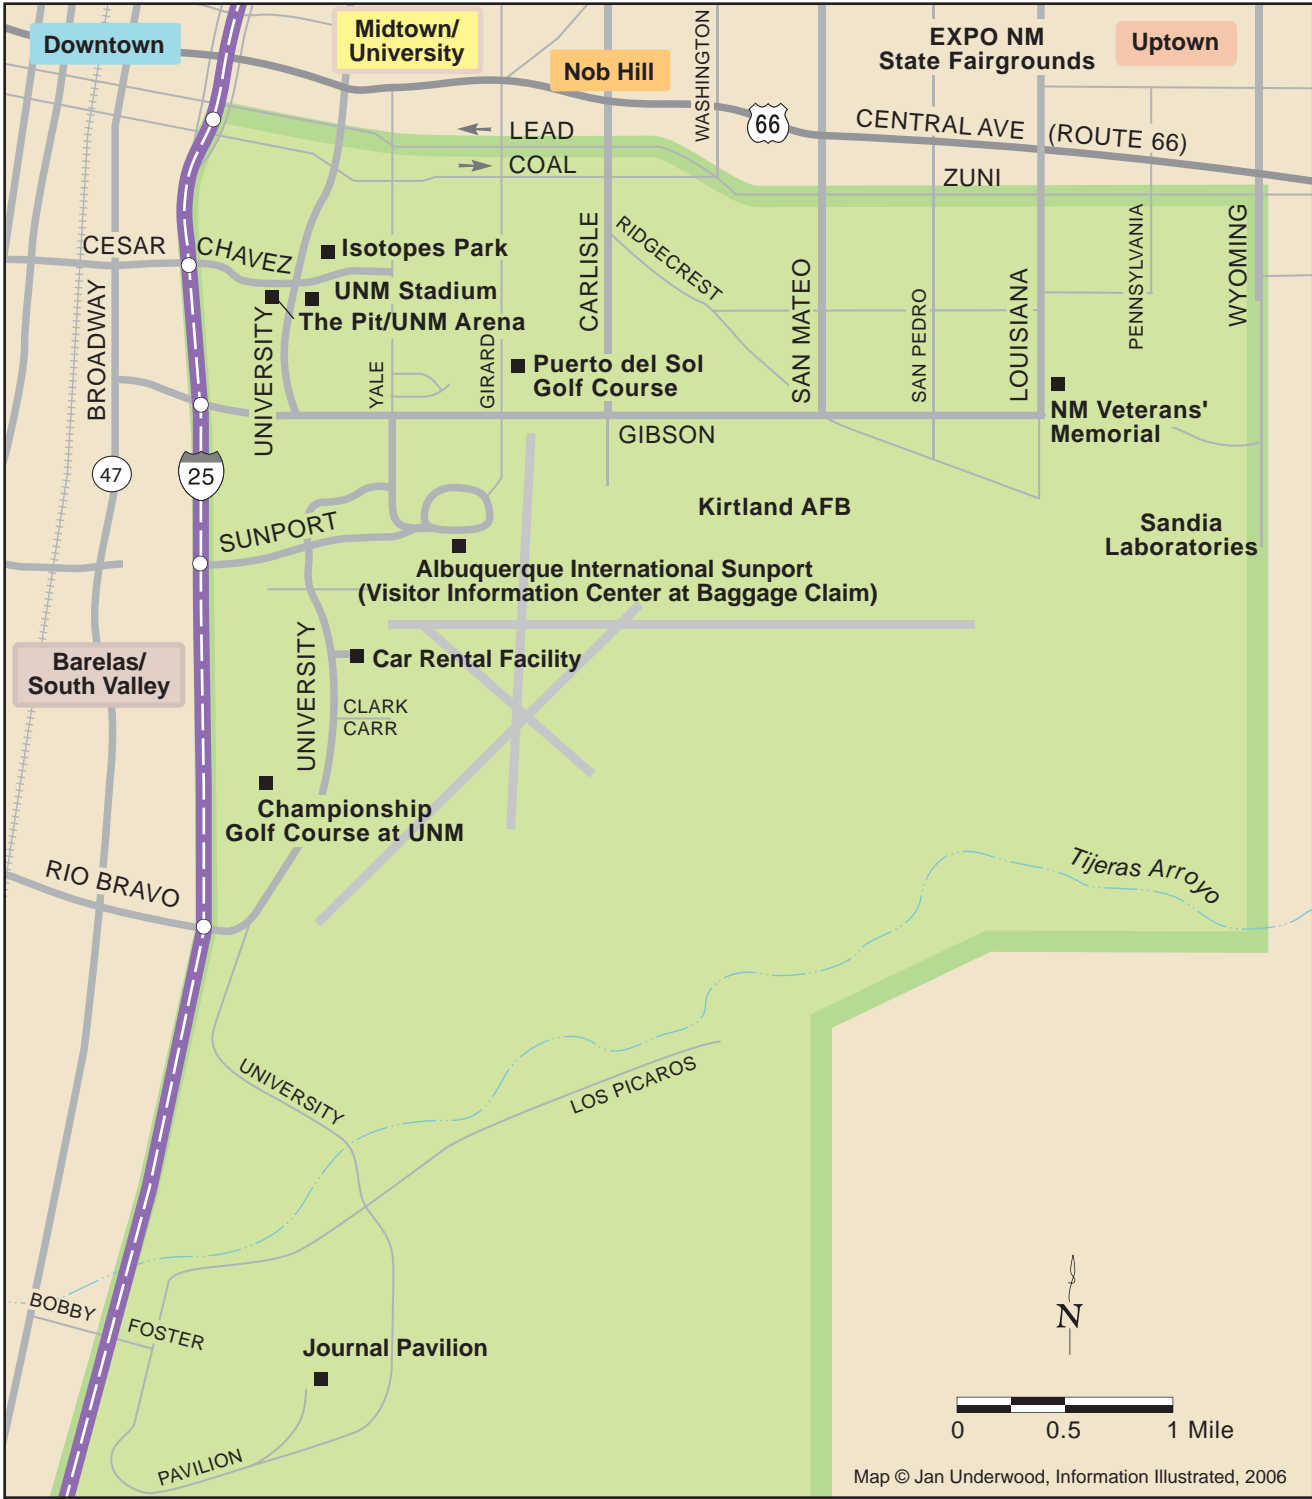 Downtown
Midtown/
University
Nob Hill
WASHINGTON
EXPO NM
State Fairgrounds
Uptown
66
CENTRAL AVE (ROUTE 66)
LEAD
COAL
ZUNI
CESAR CHAVEZ
Isotopes Park
UNM Stadium
The Pit/UNM Arena
CARLISLE
RIDGECREST
SAN MATEO
SAN PEDRO
LOUISIANA
PENNSYLVANIA
WYOMING
BROADWAY
UNIVERSITY
YALE
GIRARD
Puerto del Sol
Golf Course
NM Veterans'
Memorial
GIBSON
47
25
SUNPORT
Kirtland AFB
Sandia
Laboratories
Albuquerque International Sunport
(Visitor Information Center at Baggage Claim)
Barelas/
South Valley
UNIVERSITY
Car Rental Facility
CLARK
CARR
Championship
Golf Course at UNM
RIO BRAVO
Tijeras Arroyo
UNIVERSITY
LOS PICAROS
BOBBY FOSTER
Journal Pavilion
PAVILION
N
0 0.5 1 Mile
Map © Jan Underwood, Information Illustrated, 2006